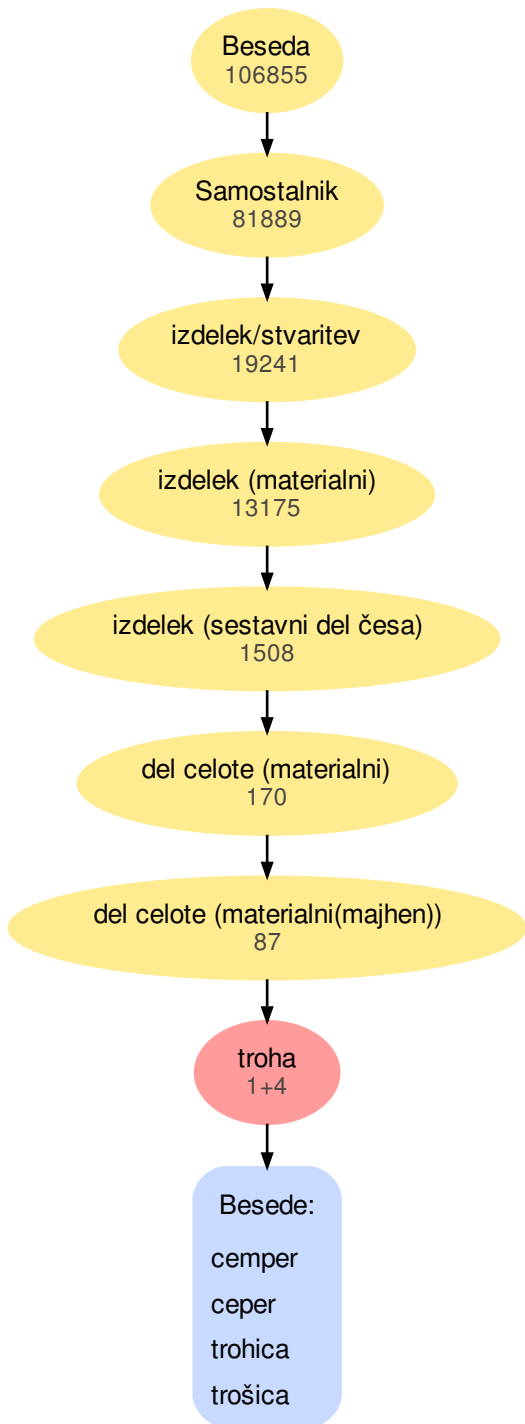 Beseda
106855
Samostalnik
81889
izdelek/stvaritev
19241
izdelek (materialni)
13175
izdelek (sestavni del česa)
1508
del celote (materialni)
170
del celote (materialni(majhen))
87
troha
1+4
Besede:
cemper
ceper
trohica
trošica